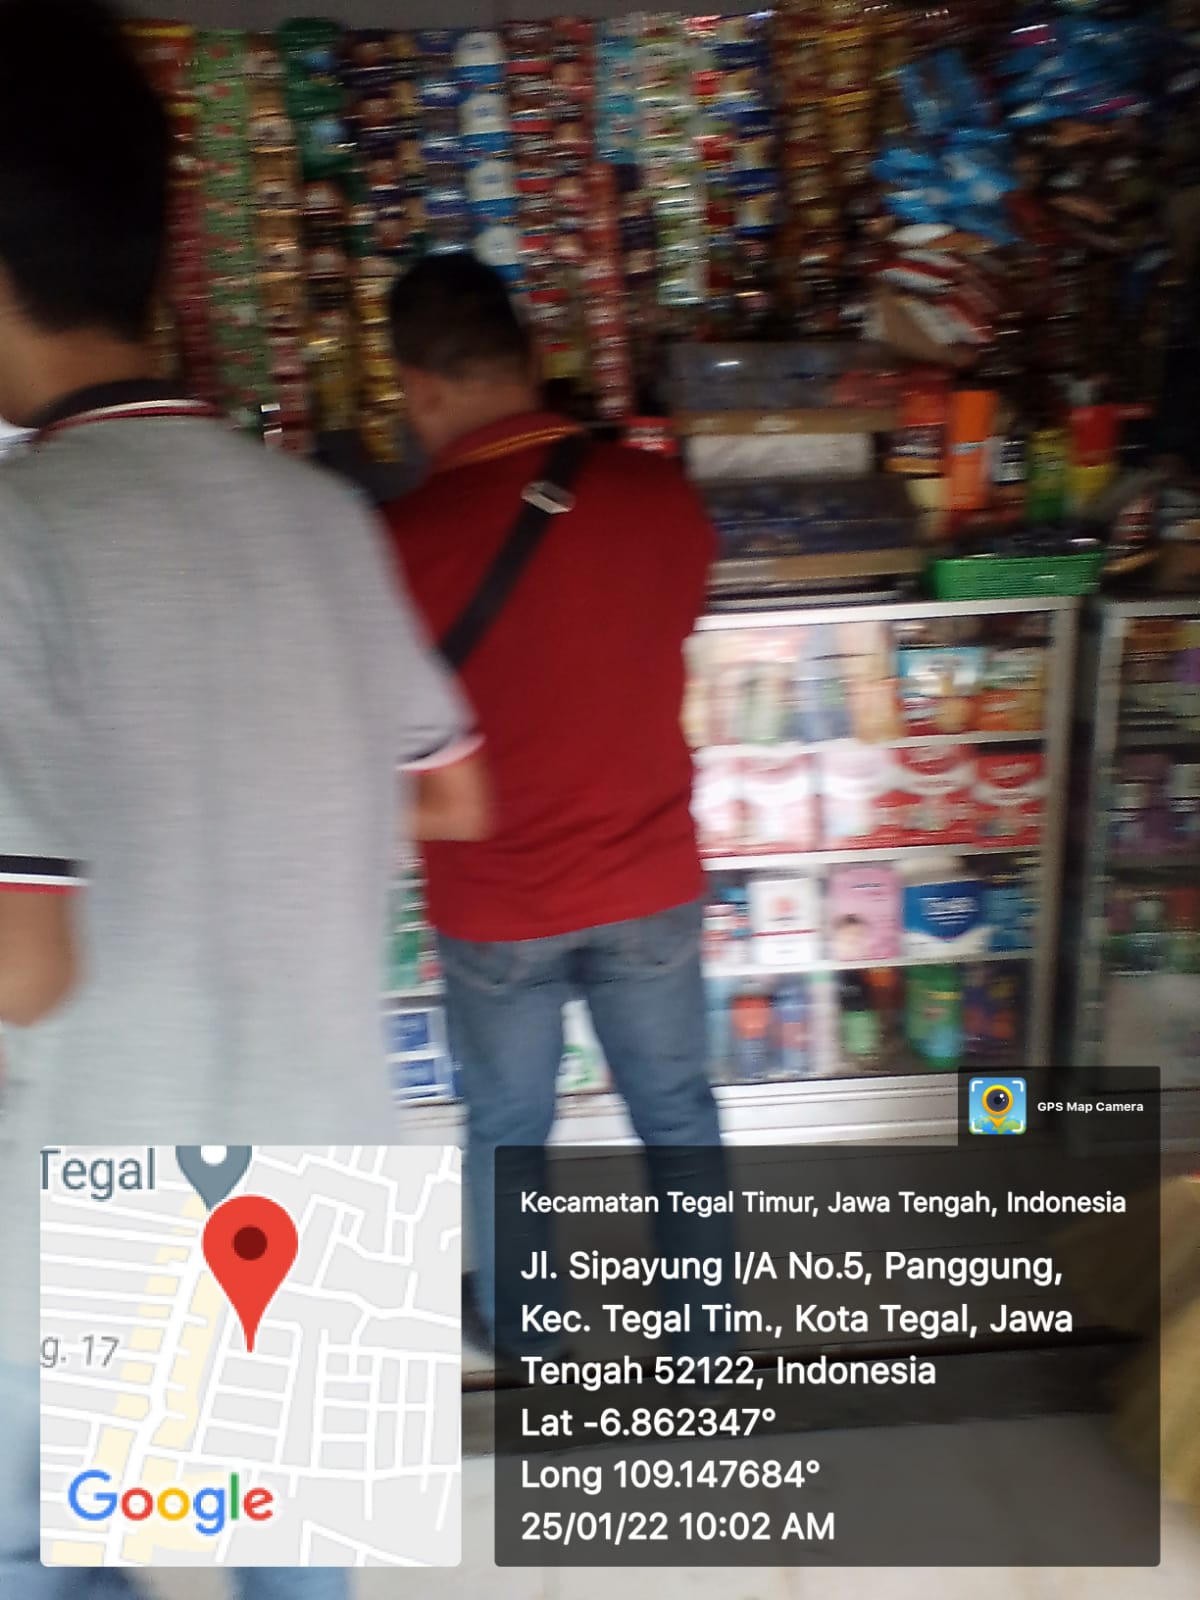 GPS Map Camera
Tegal
g. 17
Google
Kecamatan Tegal Timur, Jawa Tengah, Indonesia
Jl. Sipayung I/A No.5, Panggung,
Kec. Tegal Tim., Kota Tegal, Jawa
Tengah 52122, Indonesia
Lat -6.862347°
Long 109.147684°
25/01/22 10:02 AM